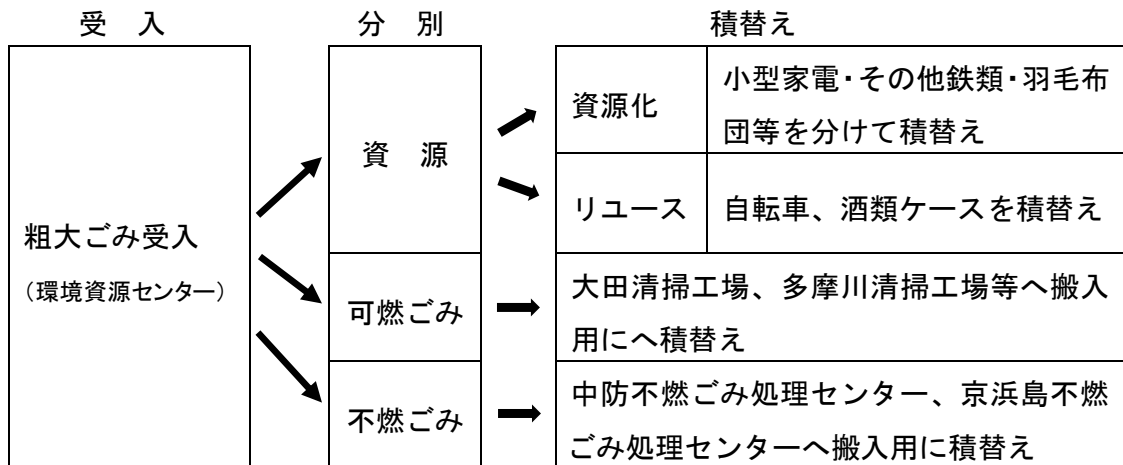 受　入
分　別
積替え
粗大ごみ受入
（環境資源センター）
資　源
資源化
小型家電・その他鉄類・羽毛布
団等を分けて積替え
リユース
自転車、酒類ケースを積替え
可燃ごみ
大田清掃工場、多摩川清掃工場等へ搬入
用にへ積替え
不燃ごみ
中防不燃ごみ処理センター、京浜島不燃
ごみ処理センターへ搬入用に積替え